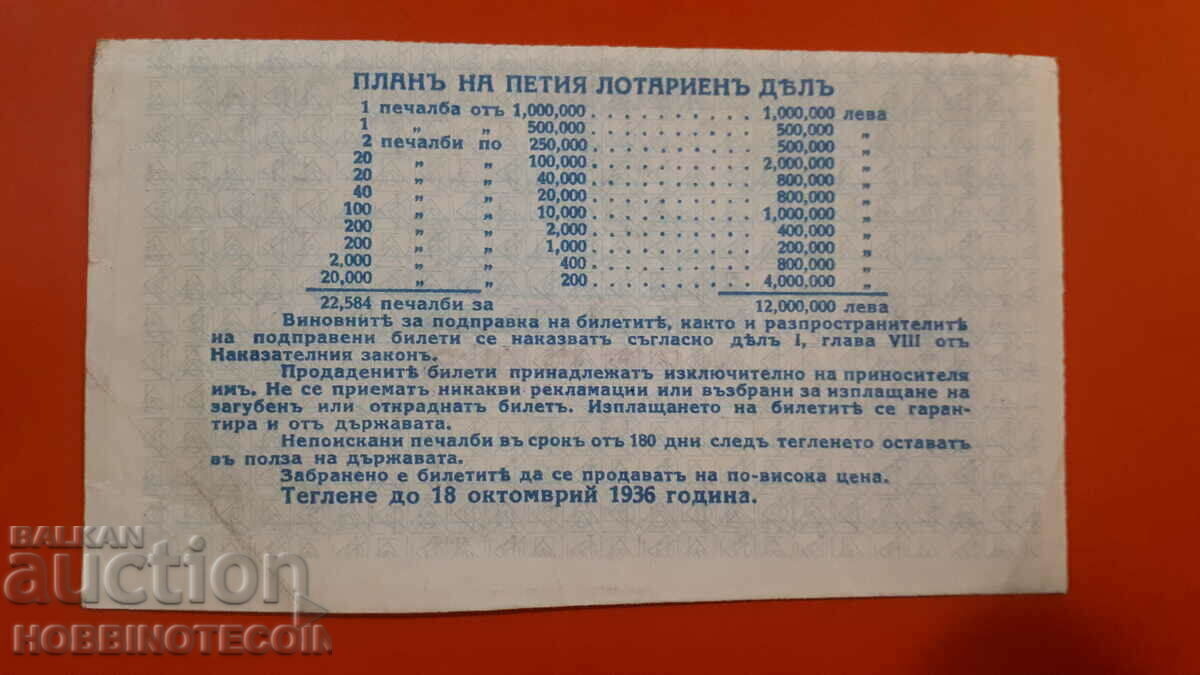 ПЛАНЪ НА ПЕТИЯ ЛОТАРИЕНЪ ДѢЛЪ
1 печалба отъ 1,000,000 . . . . . . . . . . 1,000,000 лева
1 „ „ 500,000 . . . . . . . . . . 500,000 „
2 печалби по 250,000 . . . . . . . . . . 500,000 „
20 „ „ 100,000 . . . . . . . . . . 2,000,000 „
20 „ „ 40,000 . . . . . . . . . . 800,000 „
40 „ „ 20,000 . . . . . . . . . . 800,000 „
100 „ „ 10,000 . . . . . . . . . . 1,000,000 „
200 „ „ 2,000 . . . . . . . . . . 400,000 „
200 „ „ 1,000 . . . . . . . . . . 200,000 „
2,000 „ „ 400 . . . . . . . . . . 800,000 „
20,000 „ „ 200 . . . . . . . . . . 4,000,000 „
22,584 печалби за 12,000,000 лева
Виновнитѣ за подправка на билетитѣ, както и разпространителитѣ
на подправени билети се наказватъ съгласно дѣлъ I, глава VIII отъ
Наказателния законъ.
Продаденитѣ билети принадлежатъ изключително на приносителя
имъ. Не се приематъ никакви рекламации или възбрани за изплащане на
загубенъ или откраднатъ билетъ. Изплащането на билетитѣ се гаран-
тира и отъ държавата.
Непоискани печалби въ срокъ отъ 180 дни следъ тегленето оставатъ
въ полза на държавата.
Забранено е билетитѣ да се продаватъ на по-висока цена.
Теглене до 18 октомврий 1936 година.
BALKAN
auction
HOBBINOTECOIN